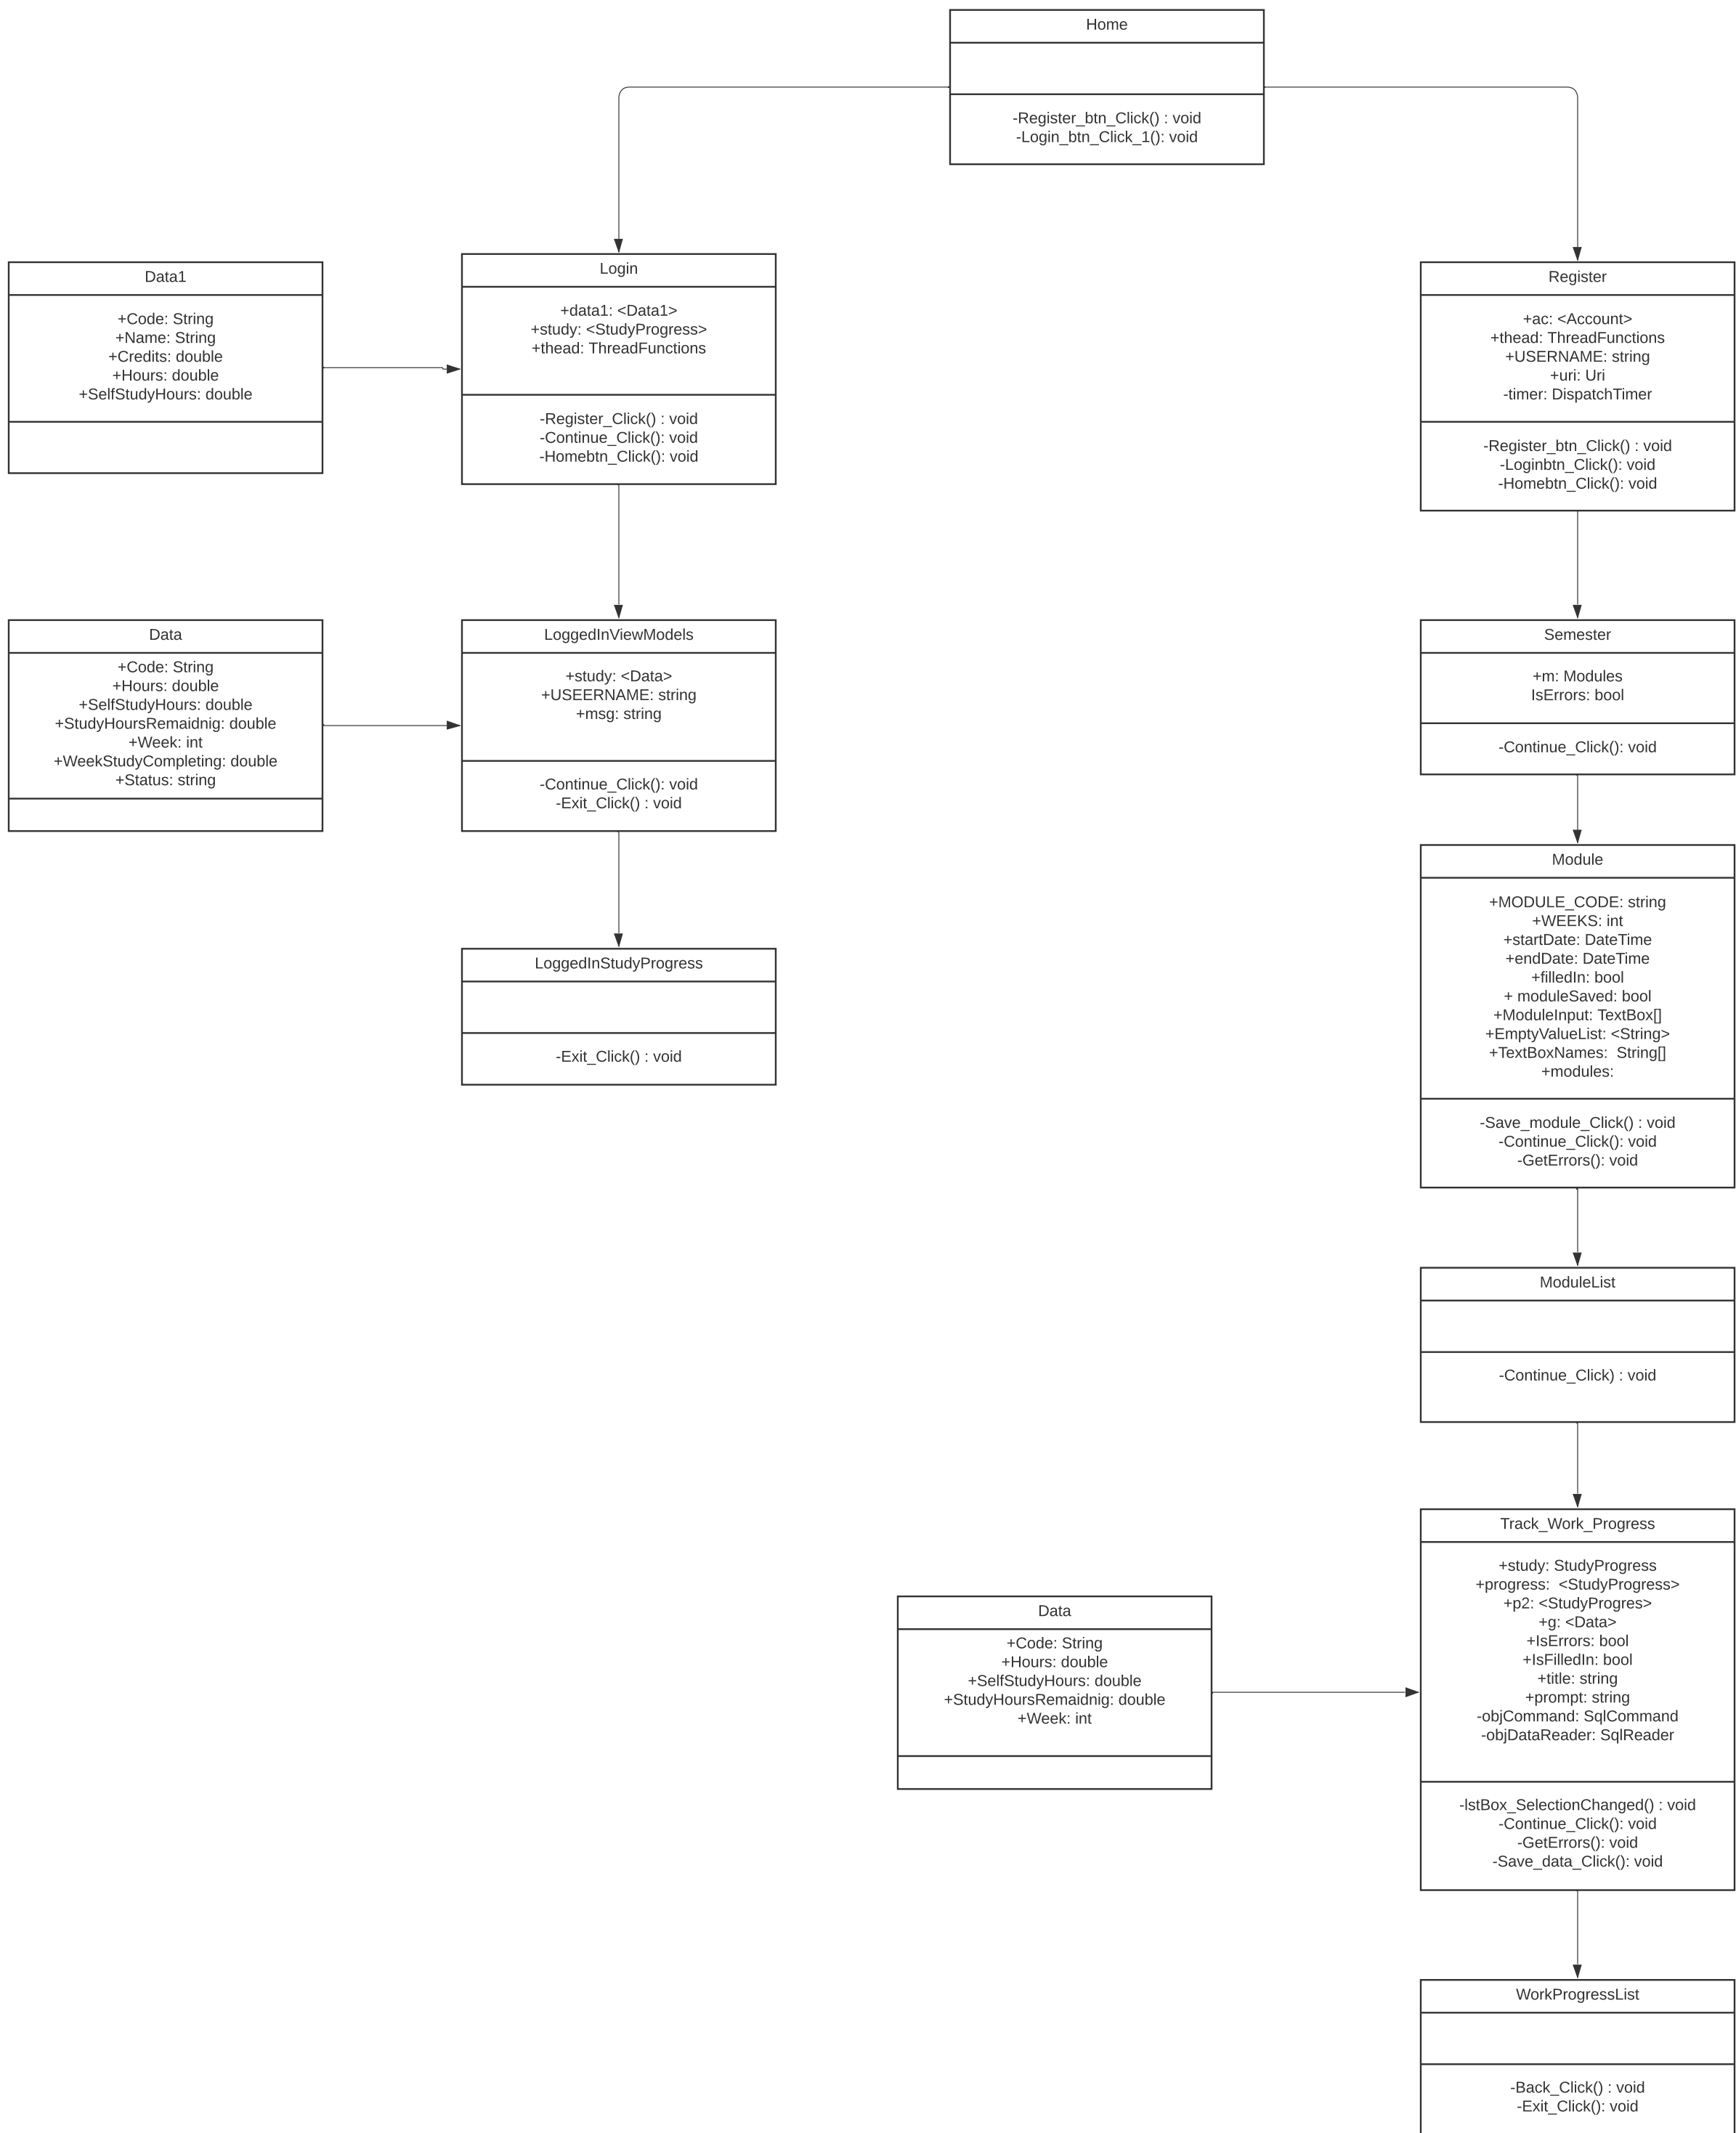 Home
-Register_btn_Click() : void
-Login_btn_Click_1(): void
Data1
+Code: String
+Name: String
+Credits: double
+Hours: double
+SelfStudyHours: double
Login
+data1: <Data1>
+study: <StudyProgress>
+thead: ThreadFunctions
-Register_Click() : void
-Continue_Click(): void
-Homebtn_Click(): void
Register
+ac: <Account>
+thead: ThreadFunctions
+USERNAME: string
+uri: Uri
-timer: DispatchTimer
-Register_btn_Click() : void
-Loginbtn_Click(): void
-Homebtn_Click(): void
Data
+Code: String
+Hours: double
+SelfStudyHours: double
+StudyHoursRemaidnig: double
+Week: int
+WeekStudyCompleting: double
+Status: string
LoggedInViewModels
+study: <Data>
+USEERNAME: string
+msg: string
-Continue_Click(): void
-Exit_Click() : void
Semester
+m: Modules
IsErrors: bool
-Continue_Click(): void
Module
+MODULE_CODE: string
+WEEKS: int
+startDate: DateTime
+endDate: DateTime
+filledIn: bool
+ moduleSaved: bool
+ModuleInput: TextBox[]
+EmptyValueList: <String>
+TextBoxNames:  String[]
+modules:
-Save_module_Click() : void
-Continue_Click(): void
-GetErrors(): void
LoggedInStudyProgress
-Exit_Click() : void
ModuleList
-Continue_Click) : void
Track_Work_Progress
+study: StudyProgress
+progress:  <StudyProgress>
+p2: <StudyProgres>
+g: <Data>
+IsErrors: bool
+IsFilledIn: bool
+title: string
+prompt: string
-objCommand: SqlCommand
-objDataReader: SqlReader
-lstBox_SelectionChanged() : void
-Continue_Click(): void
-GetErrors(): void
-Save_data_Click(): void
Data
+Code: String
+Hours: double
+SelfStudyHours: double
+StudyHoursRemaidnig: double
+Week: int
WorkProgressList
-Back_Click() : void
-Exit_Click(): void